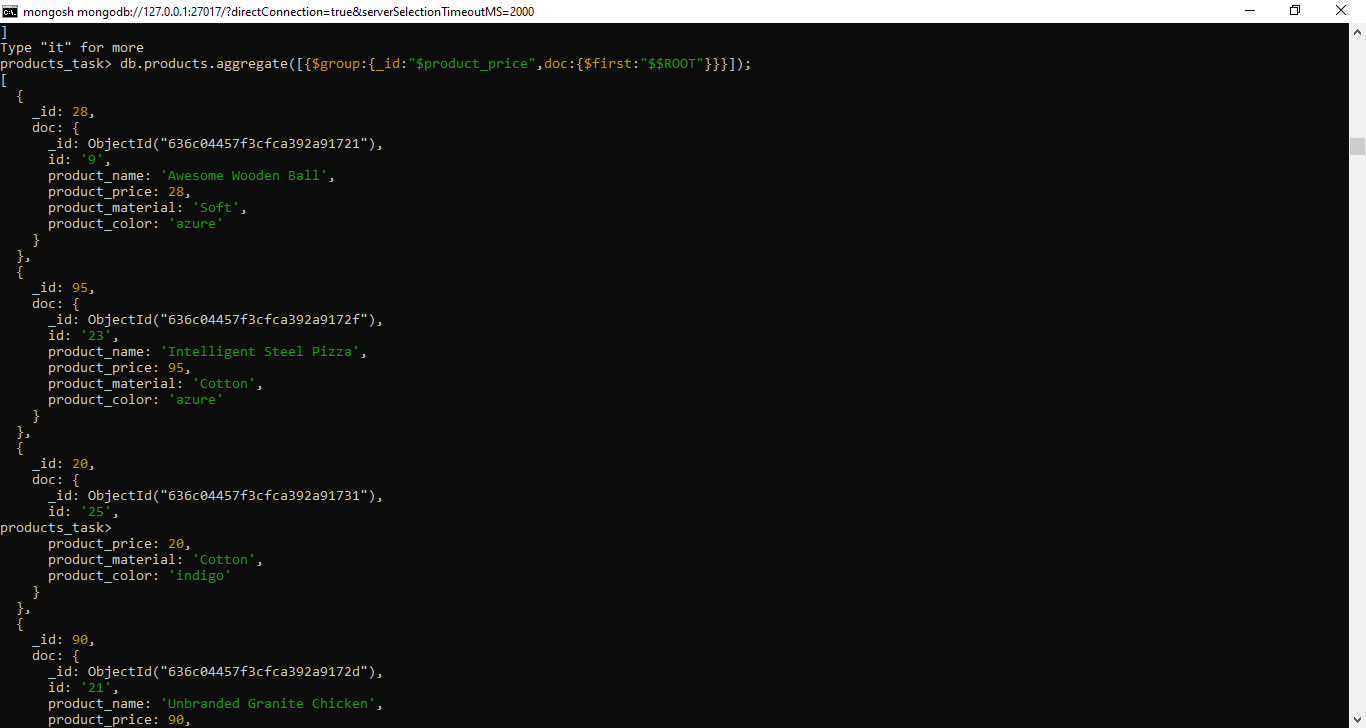 mongosh mongodb://127.0.0.1:27017/?directConnection=true&serverSelectionTimeoutMS=2000
]
Type "it" for more
products_task> db.products.aggregate([{$group:{_id:"$product_price",doc:{$first:"$$ROOT"}}}]);
[
  {
    _id: 28,
    doc: {
      _id: ObjectId("636c04457f3cfca392a91721"),
      id: '9',
      product_name: 'Awesome Wooden Ball',
      product_price: 28,
      product_material: 'Soft',
      product_color: 'azure'
    }
  },
  {
    _id: 95,
    doc: {
      _id: ObjectId("636c04457f3cfca392a9172f"),
      id: '23',
      product_name: 'Intelligent Steel Pizza',
      product_price: 95,
      product_material: 'Cotton',
      product_color: 'azure'
    }
  },
  {
    _id: 20,
    doc: {
      _id: ObjectId("636c04457f3cfca392a91731"),
      id: '25',
products_task>
      product_price: 20,
      product_material: 'Cotton',
      product_color: 'indigo'
    }
  },
  {
    _id: 90,
    doc: {
      _id: ObjectId("636c04457f3cfca392a9172d"),
      id: '21',
      product_name: 'Unbranded Granite Chicken',
      product_price: 90,